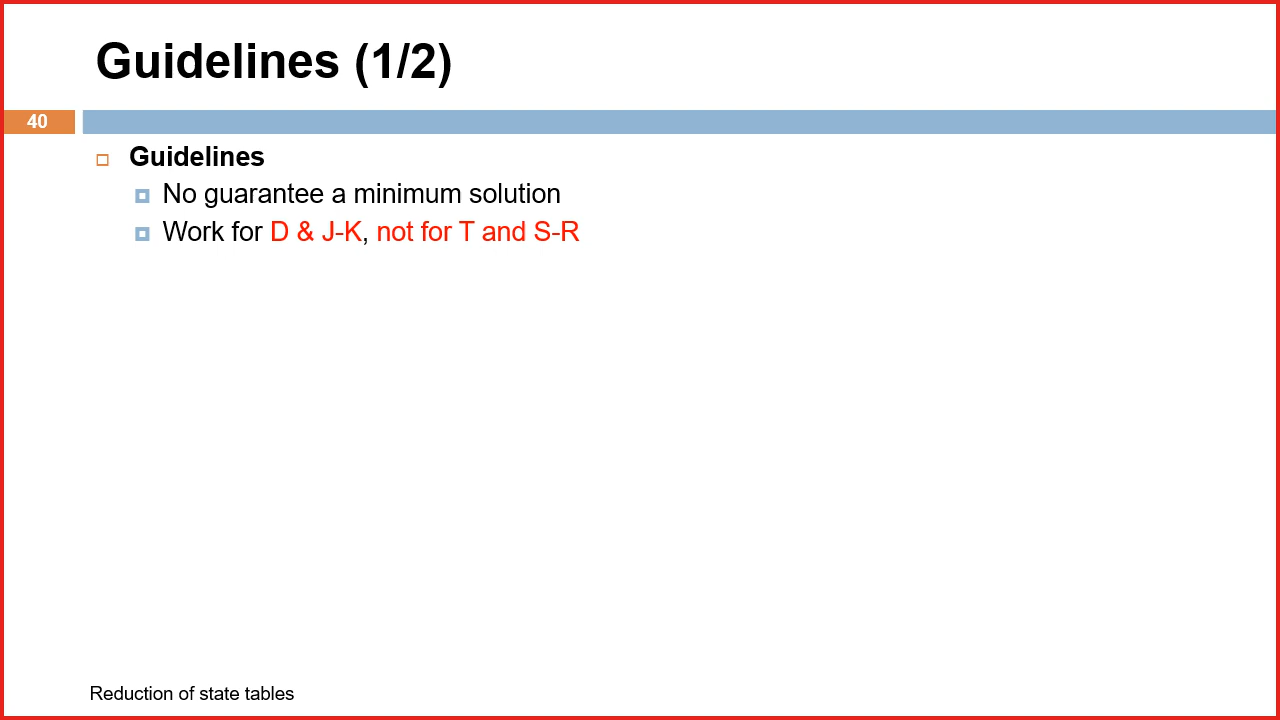 Guidelines (1/2)
40
Guidelines
No guarantee a minimum solution
Work for D & J-K, not for T and S-R
Reduction of state tables